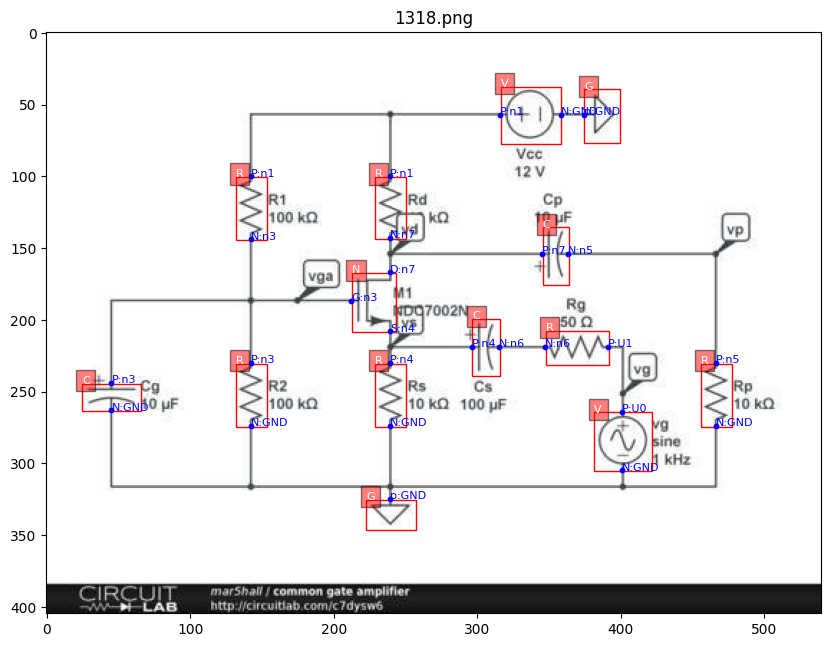 1318.png
V
G
P:n1
N:GND
p:GND
Vcc
12 V
R
P:n1
R1
100 kΩ
N:n3
R
P:n1
Rd
kΩ
N:n7
vd
Cp
10 µF
C
P:n7
N:n5
+
vp
vga
N
D:n7
G:n3
M1
NDC7002N
S:n4
vs
C
+
P:n4
N:n6
Cs
100 µF
Rg
50 Ω
R
N:n6
P:U1
vg
C
+
P:n3
Cg
10 µF
N:GND
R
P:n3
R2
100 kΩ
N:GND
R
P:n4
Rs
10 kΩ
N:GND
V
P:U0
vg
sine
1 kHz
N:GND
R
P:n5
Rp
10 kΩ
N:GND
G
p:GND
CIRCUIT LAB
mar5hall / common gate amplifier
http://circuitlab.com/c7dysw6
0
50
100
150
200
250
300
350
400
0
100
200
300
400
500